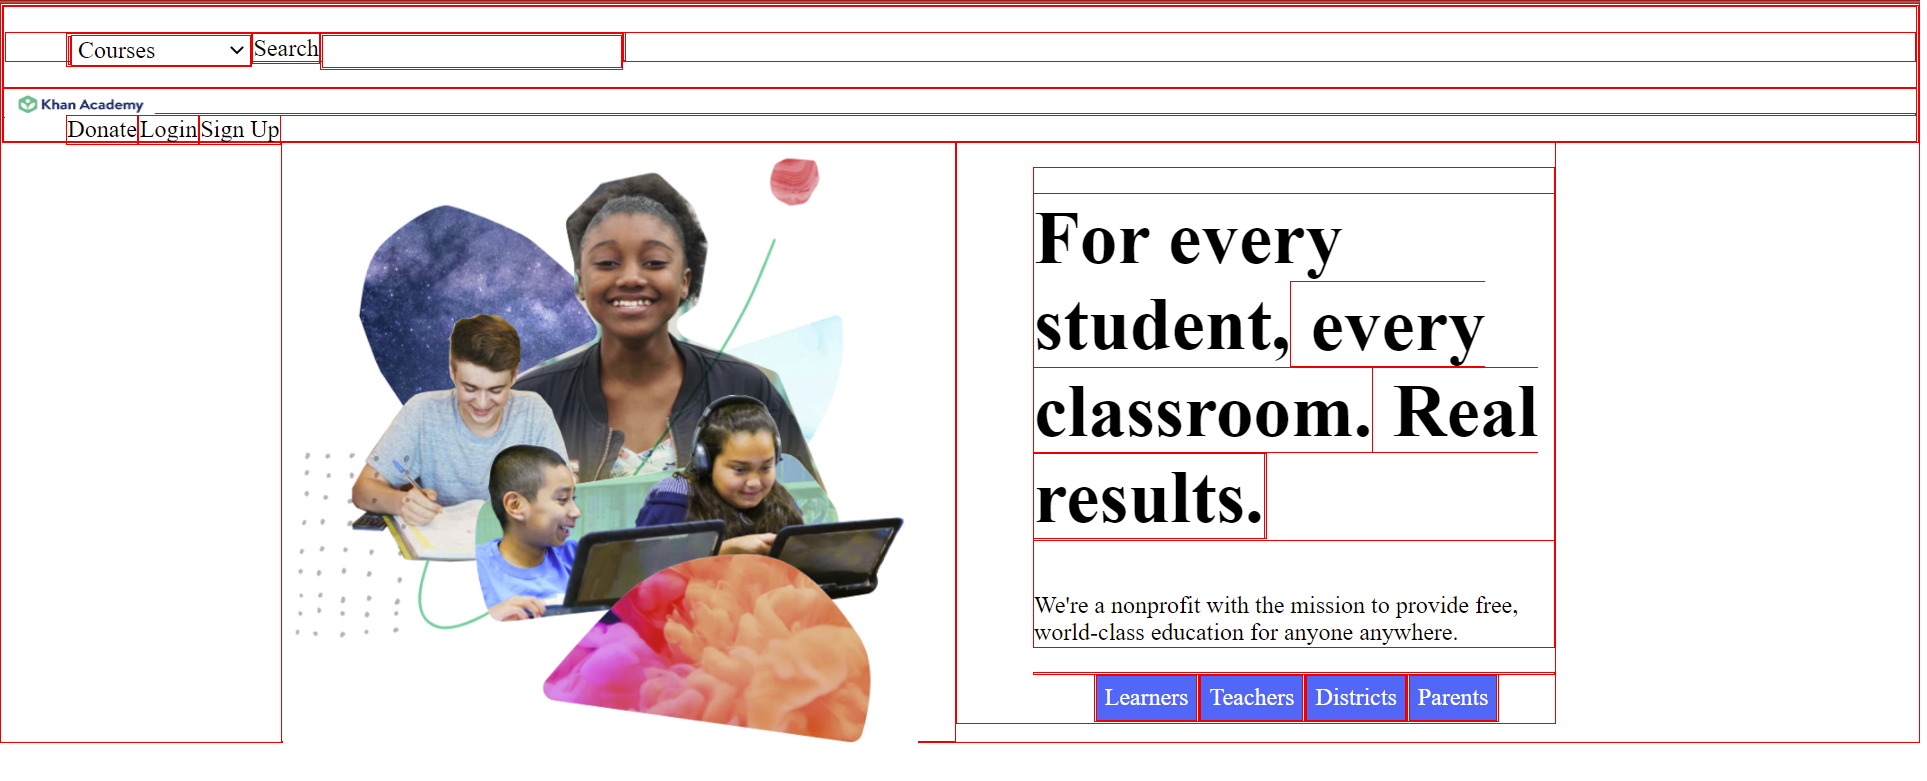 Courses Search
Khan Academy
Donate Login Sign Up
For every
student, every
classroom. Real
results.
We're a nonprofit with the mission to provide free,
world-class education for anyone anywhere.
Learners Teachers Districts Parents